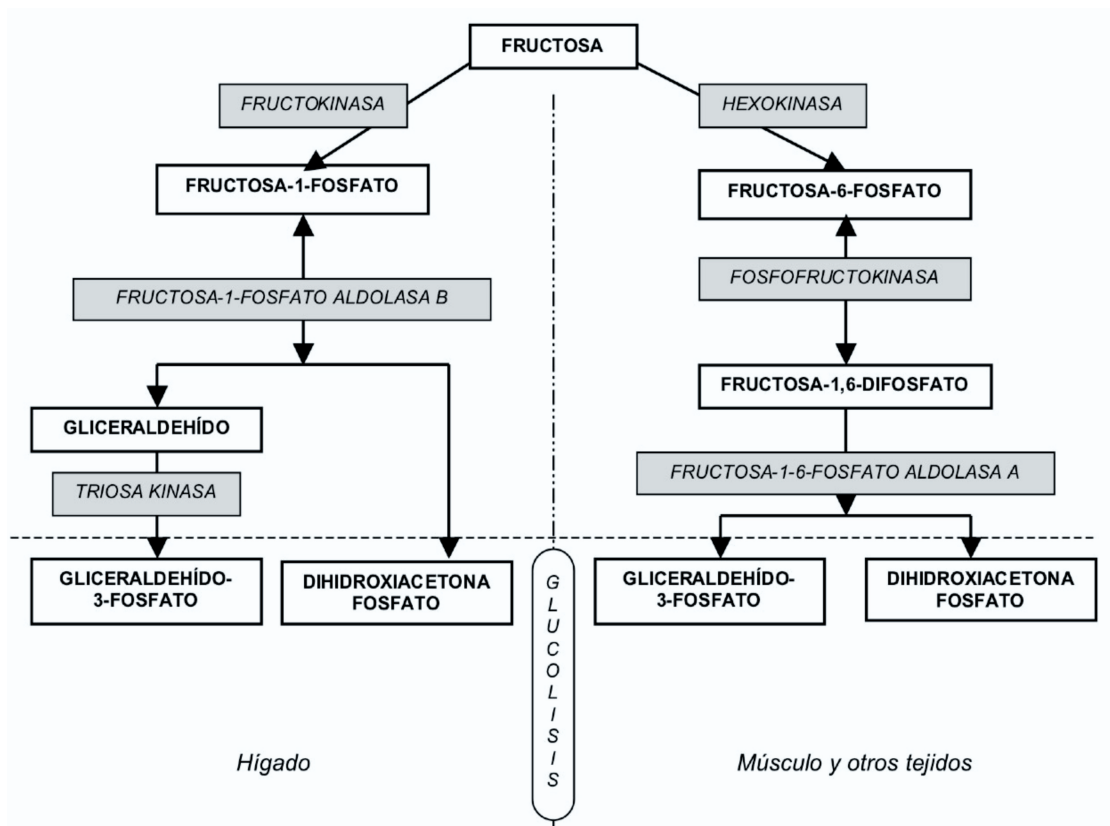 FRUCTOSA
FRUCTOKINASA
HEXOKINASA
FRUCTOSA-1-FOSFATO
FRUCTOSA-6-FOSFATO
FOSFOFRUCTOKINASA
FRUCTOSA-1-FOSFATO ALDOLASA B
FRUCTOSA-1,6-DIFOSFATO
GLICERALDEHÍDO
FRUCTOSA-1-6-FOSFATO ALDOLASA A
TRIOSA KINASA
GLICERALDEHÍDO-
3-FOSFATO
DIHIDROXIACETONA
FOSFATO
GLUCOLISIS
GLICERALDEHÍDO-
3-FOSFATO
DIHIDROXIACETONA
FOSFATO
Hígado
Músculo y otros tejidos